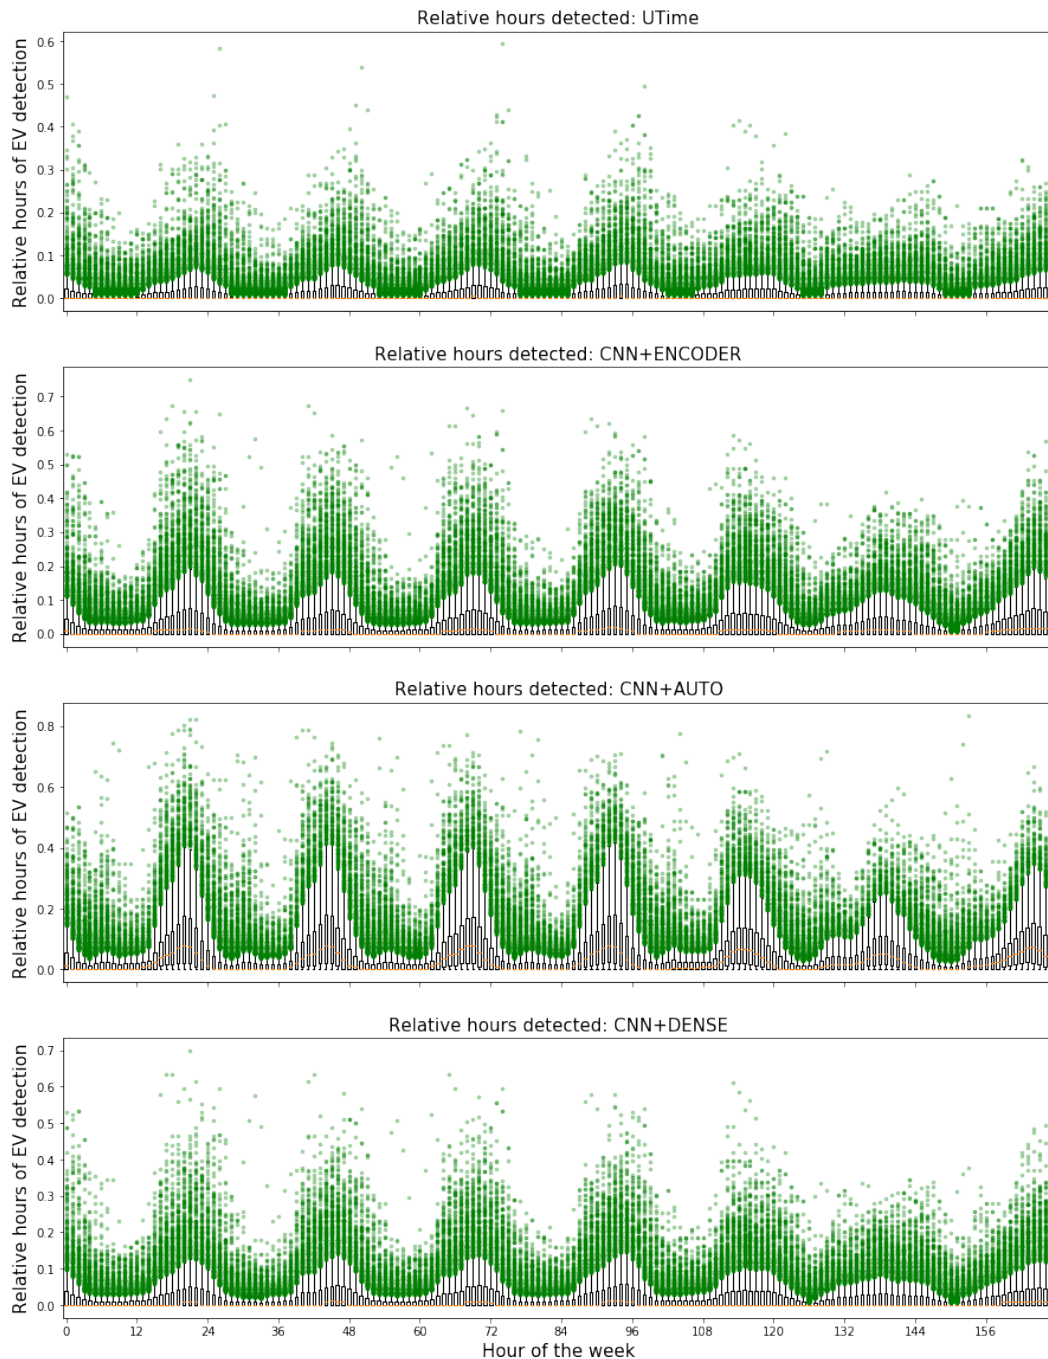 Relative hours detected: UTime
Relative hours of EV detection
0.6
0.5
0.4
0.3
0.2
0.1
0.0
Relative hours detected: CNN+ENCODER
Relative hours of EV detection
0.7
0.6
0.5
0.4
0.3
0.2
0.1
0.0
Relative hours detected: CNN+AUTO
Relative hours of EV detection
0.8
0.6
0.4
0.2
0.0
Relative hours detected: CNN+DENSE
Relative hours of EV detection
0.7
0.6
0.5
0.4
0.3
0.2
0.1
0.0
0 12 24 36 48 60 72 84 96 108 120 132 144 156
Hour of the week